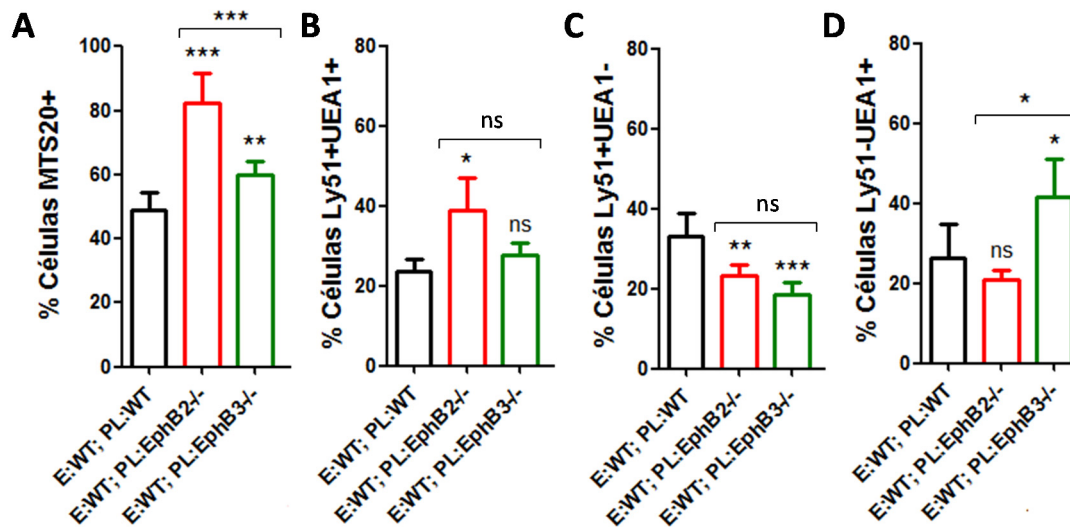 A
% Células MTS20+
100
80
60
40
20
0
***
***
**
E:WT; PL:WT
E:WT; PL:EphB2-/-
E:WT; PL:EphB3-/-
B
% Células Ly51+UEA1+
80
60
40
20
0
ns
*
ns
E:WT; PL:WT
E:WT; PL:EphB2-/-
E:WT; PL:EphB3-/-
C
% Células Ly51+UEA1-
80
60
40
20
0
ns
**
***
E:WT; PL:WT
E:WT; PL:EphB2-/-
E:WT; PL:EphB3-/-
D
% Células Ly51-UEA1+
80
60
40
20
0
*
ns
*
E:WT; PL:WT
E:WT; PL:EphB2-/-
E:WT; PL:EphB3-/-